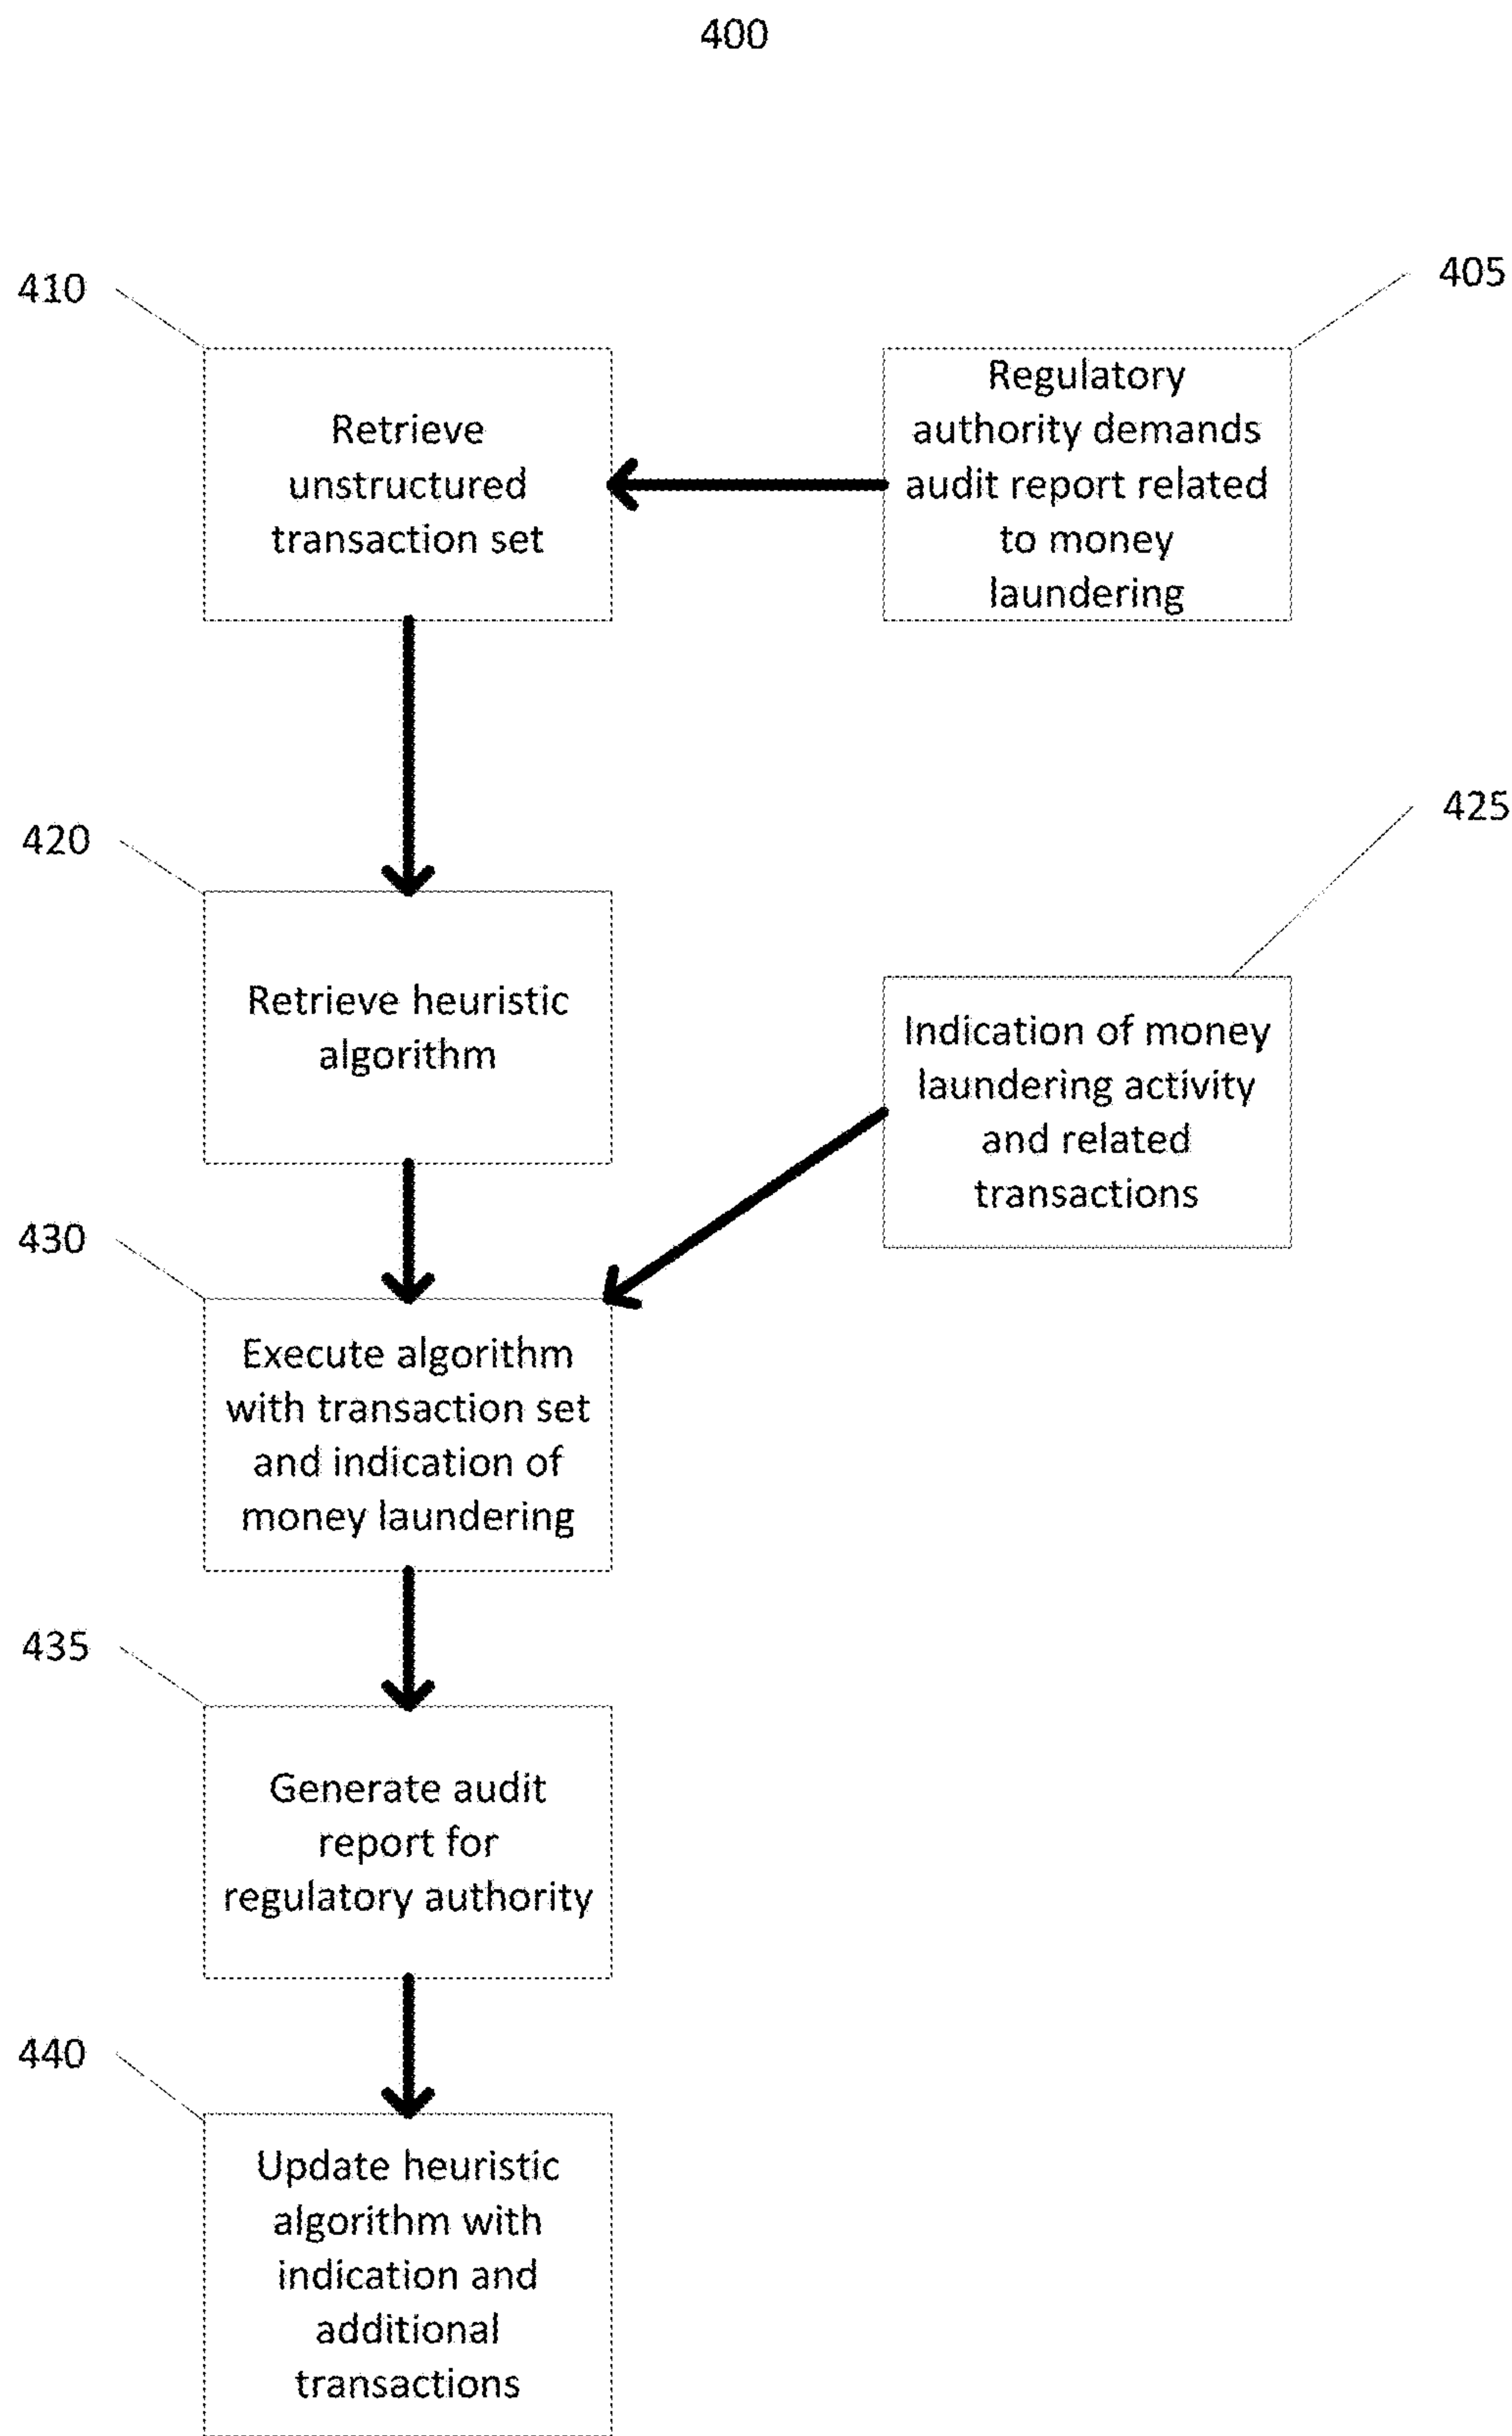 400
410
405
Retrieve
unstructured
transaction set
Regulatory
authority demands
audit report related
to money
laundering
420
425
Retrieve heuristic
algorithm
Indication of money
laundering activity
and related
transactions
430
Execute algorithm
with transaction set
and indication of
money laundering
435
Generate audit
report for
regulatory authority
440
Update heuristic
algorithm with
indication and
additional
transactions